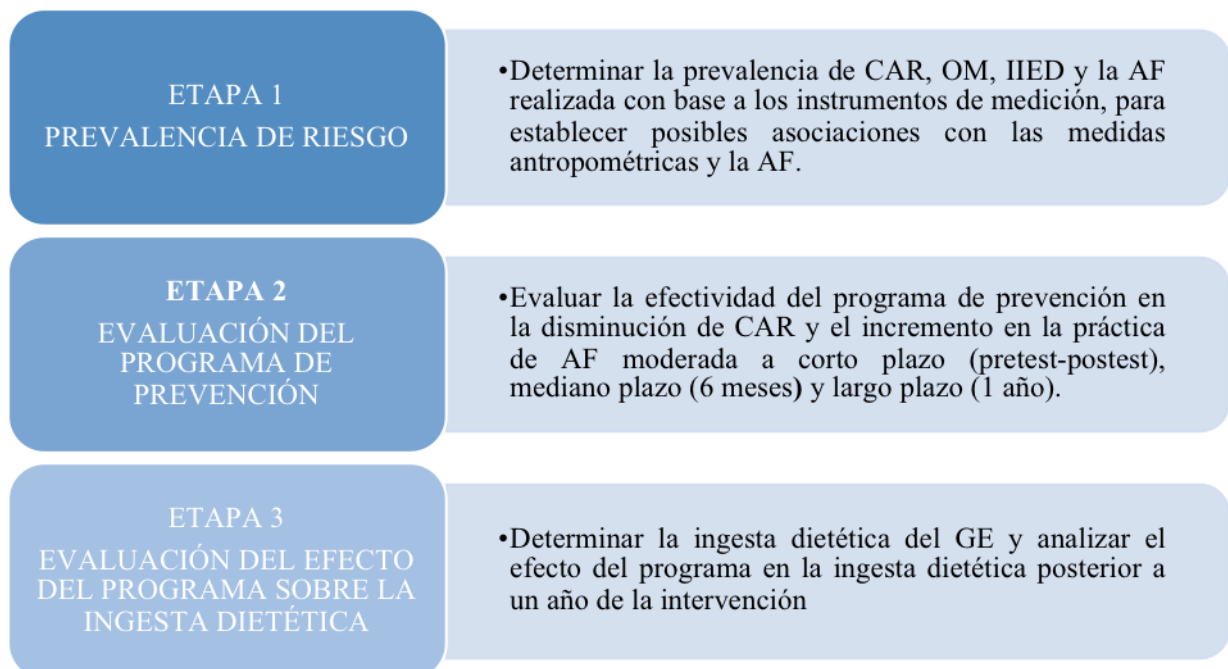 ETAPA 1
PREVALENCIA DE RIESGO
•Determinar la prevalencia de CAR, OM, IIED y la AF
realizada con base a los instrumentos de medición, para
establecer posibles asociaciones con las medidas
antropométricas y la AF.
ETAPA 2
EVALUACIÓN DEL
PROGRAMA DE
PREVENCIÓN
•Evaluar la efectividad del programa de prevención en
la disminución de CAR y el incremento en la práctica
de AF moderada a corto plazo (pretest-postest),
mediano plazo (6 meses) y largo plazo (1 año).
ETAPA 3
EVALUACIÓN DEL EFECTO
DEL PROGRAMA SOBRE LA
INGESTA DIETÉTICA
•Determinar la ingesta dietética del GE y analizar el
efecto del programa en la ingesta dietética posterior a
un año de la intervención